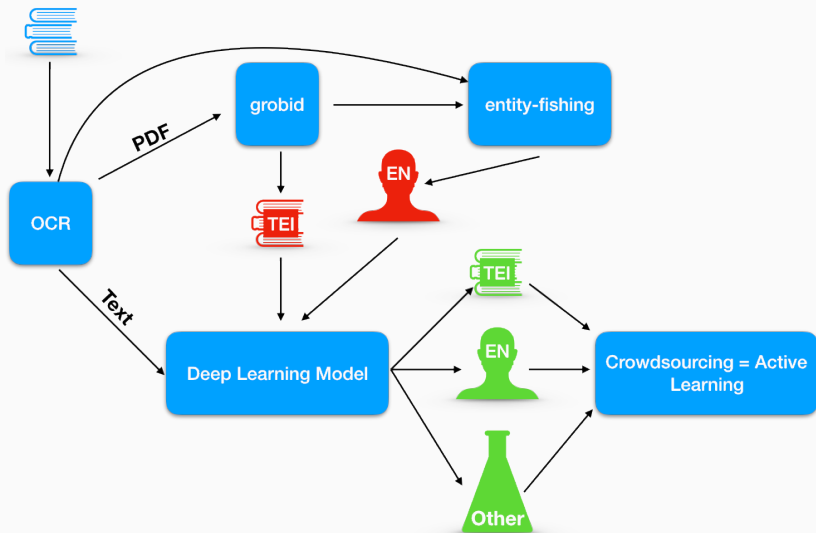 grobid
entity-fishing
PDF
EN
OCR
TEI
TEI
Text
EN
Deep Learning Model
Crowdsourcing = Active
Learning
Other